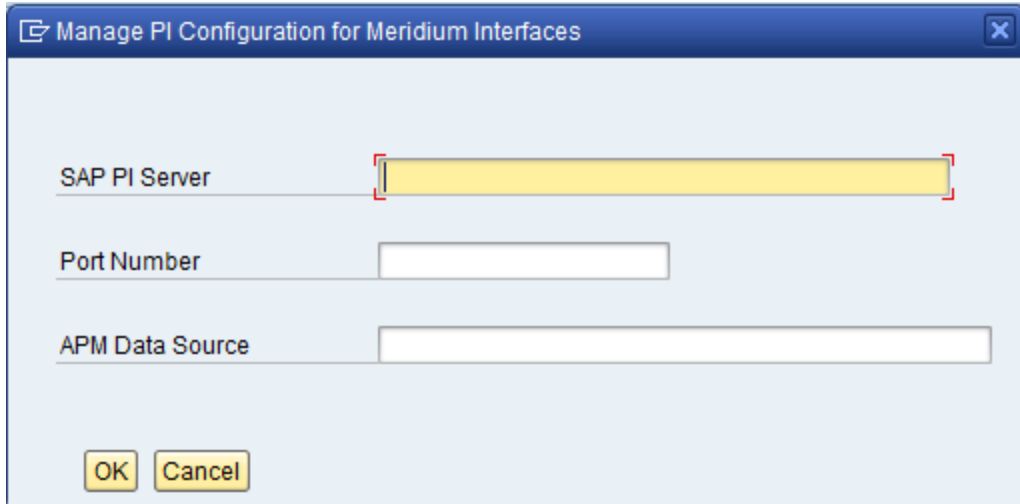 Manage PI Configuration for Meridium Interfaces
SAP PI Server
Port Number
APM Data Source
OK Cancel